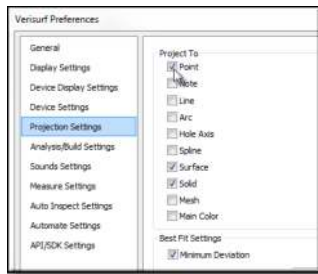 Verisurf Preferences
General
Display Settings
Device Display Settings
Device Settings
Projection Settings
Analysis/Build Settings
Sounds Settings
Measure Settings
Auto Inspect Settings
Automate Settings
API/SDK Settings
Project To
Point
Note
Line
Arc
Hole Axis
Spline
Surface
Solid
Mesh
Main Color
Best Fit Settings
Minimum Deviation